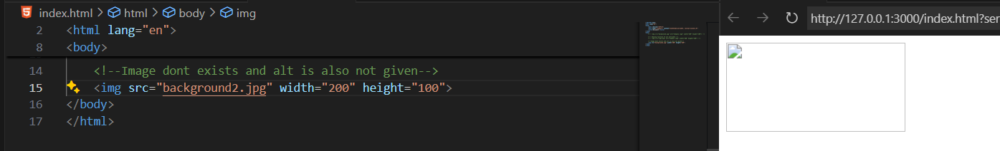 index.html > html > body > img
2 <html lang="en">
8 <body>
14 <!--Image dont exists and alt is also not given-->
15 <img src="background2.jpg" width="200" height="100">
16 </body>
17 </html>
http://127.0.0.1:3000/index.html?ser